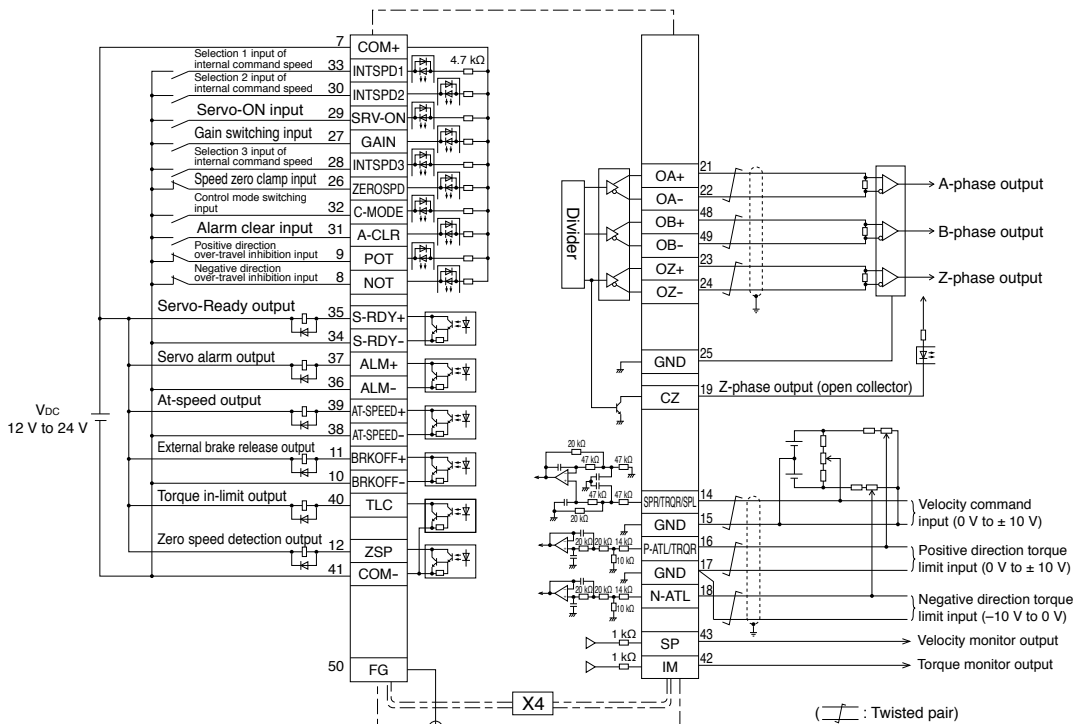 7 COM+
Selection 1 input of
internal command speed 33 INTSPD1 4.7 kΩ
Selection 2 input of
internal command speed 30 INTSPD2
Servo-ON input 29 SRV-ON
Gain switching input 27 GAIN
Selection 3 input of
internal command speed 28 INTSPD3
Speed zero clamp input 26 ZEROSPD
Control mode switching
input 32 C-MODE
Alarm clear input 31 A-CLR
Positive direction
over-travel inhibition input 9 POT
Negative direction
over-travel inhibition input 8 NOT
Servo-Ready output 35 S-RDY+
34 S-RDY–
Servo alarm output 37 ALM+
36 ALM–
At-speed output 39 AT-SPEED+
38 AT-SPEED–
VDC
12 V to 24 V
External brake release output 11 BRKOFF+
10 BRKOFF–
Torque in-limit output 40 TLC
Zero speed detection output 12 ZSP
41 COM–
50 FG
X4
Divider
OA+ 21
OA– 22
A-phase output
OB+ 48
OB– 49
B-phase output
OZ+ 23
OZ– 24
Z-phase output
GND 25
CZ 19 Z-phase output (open collector)
20 kΩ
47 kΩ 47 kΩ
47 kΩ 47 kΩ
20 kΩ
SPR/TRQR/SPL 14
GND 15
Velocity command
input (0 V to ± 10 V)
20 kΩ 20 kΩ 14 kΩ
10 kΩ
P-ATL/TRQR 16
GND 17
Positive direction torque
limit input (0 V to ± 10 V)
20 kΩ 20 kΩ 14 kΩ
10 kΩ
N-ATL 18
Negative direction torque
limit input (–10 V to 0 V)
1 kΩ SP 43 Velocity monitor output
1 kΩ IM 42 Torque monitor output
( : Twisted pair)